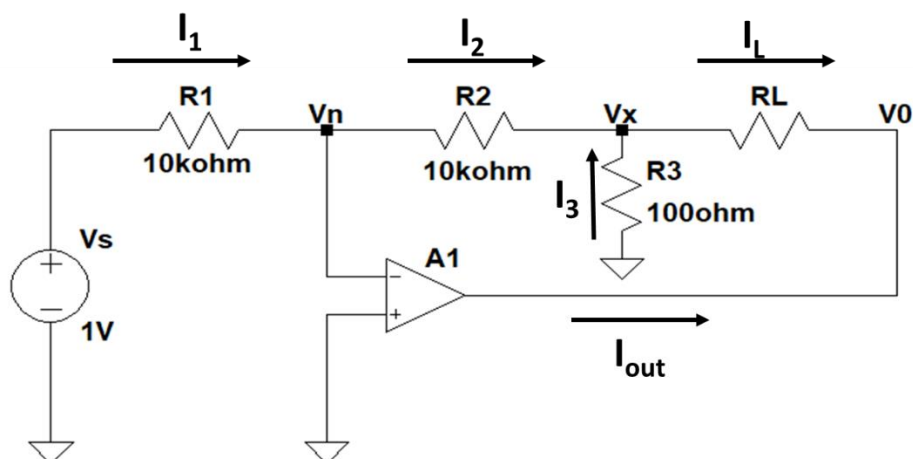 I1 I2 IL
R1 R2 RL
Vn Vx V0
10kohm 10kohm
R3
100ohm
I3
Vs
1V
A1
Iout